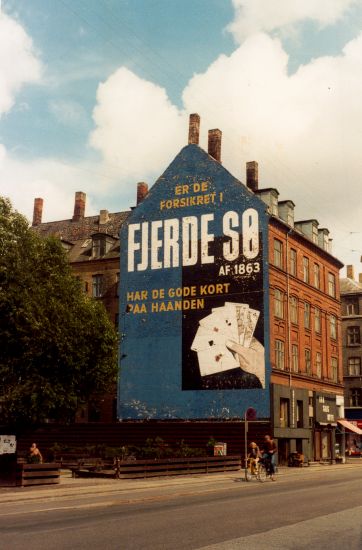 ER DE
FORSIKRET I
FJERDE SØ
AF 1863
HAR DE GODE KORT
PAA HAANDEN